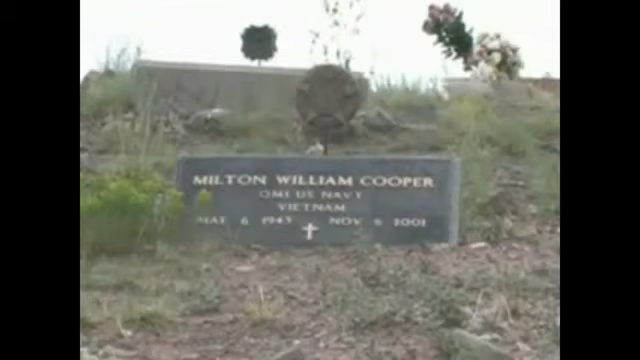 MILTON WILLIAM COOPER
QM1 US NAVY
VIETNAM
MAY 6 1943 NOV 5 2001